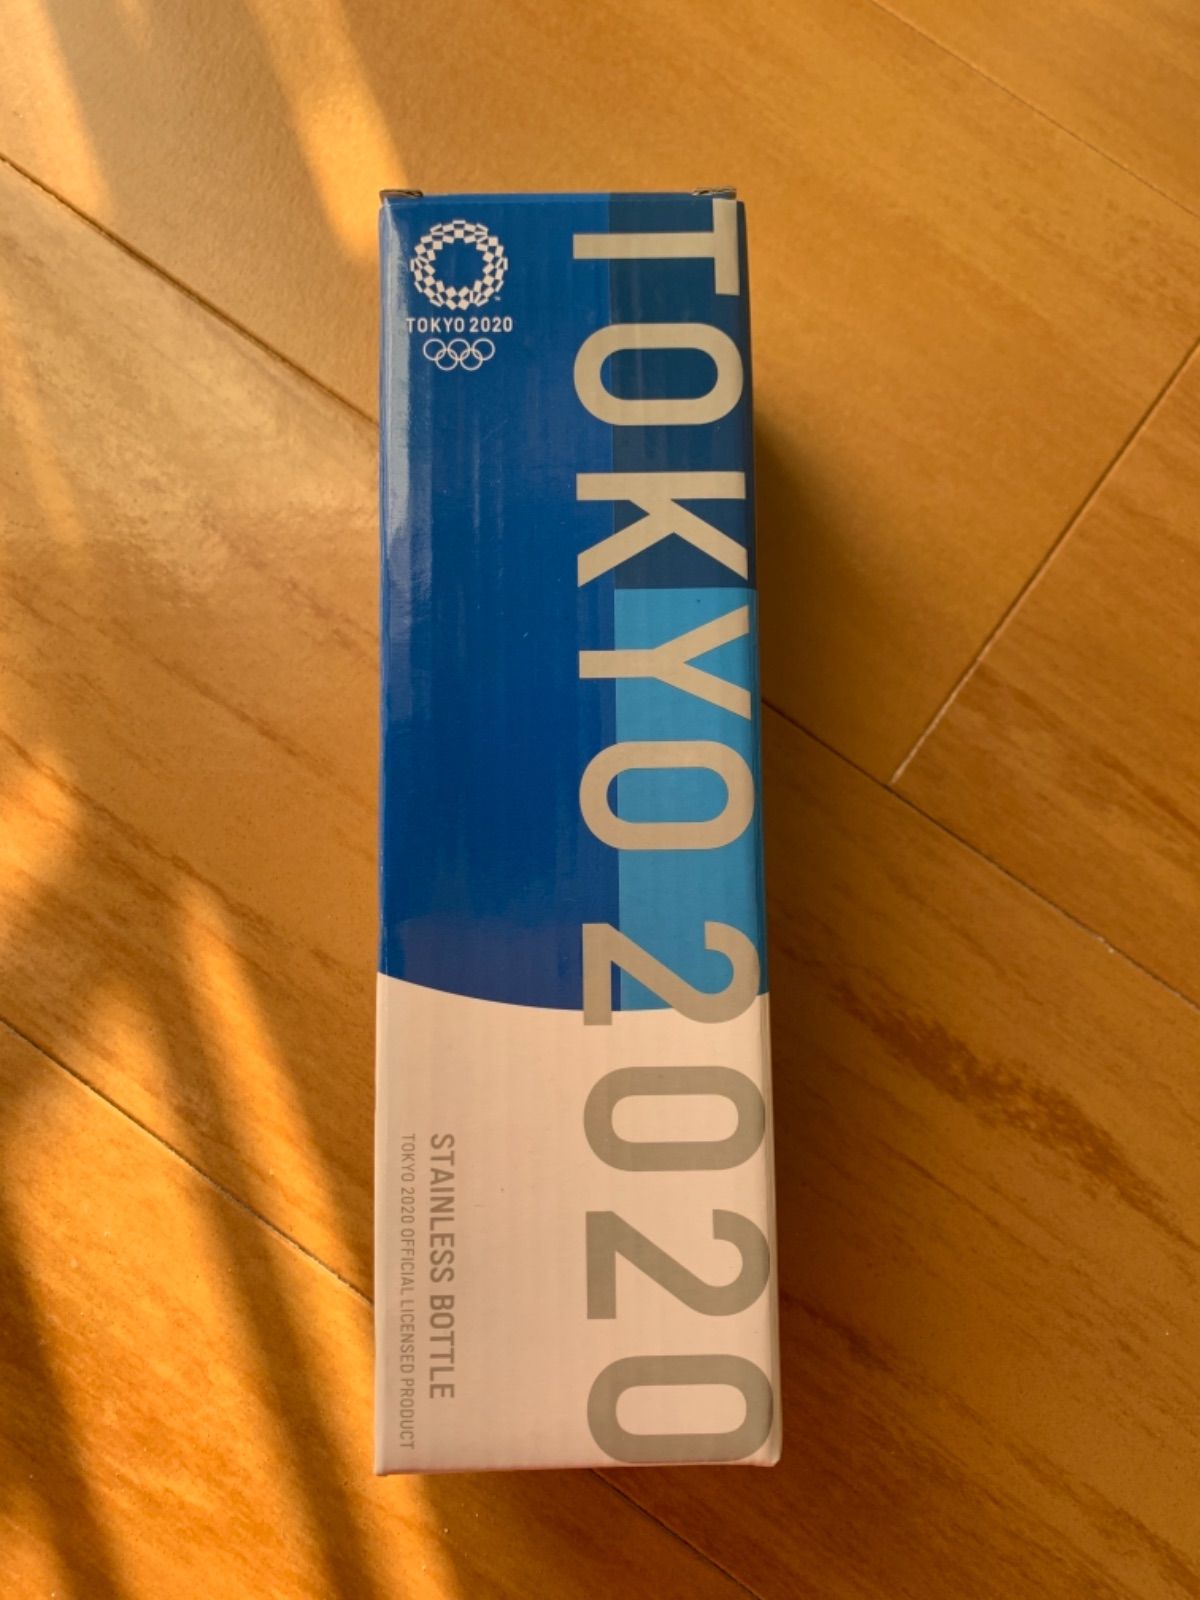 TOKYO 2020
TOKYO 2020
STAINLESS BOTTLE
TOKYO 2020 OFFICIAL LICENSED PRODUCT